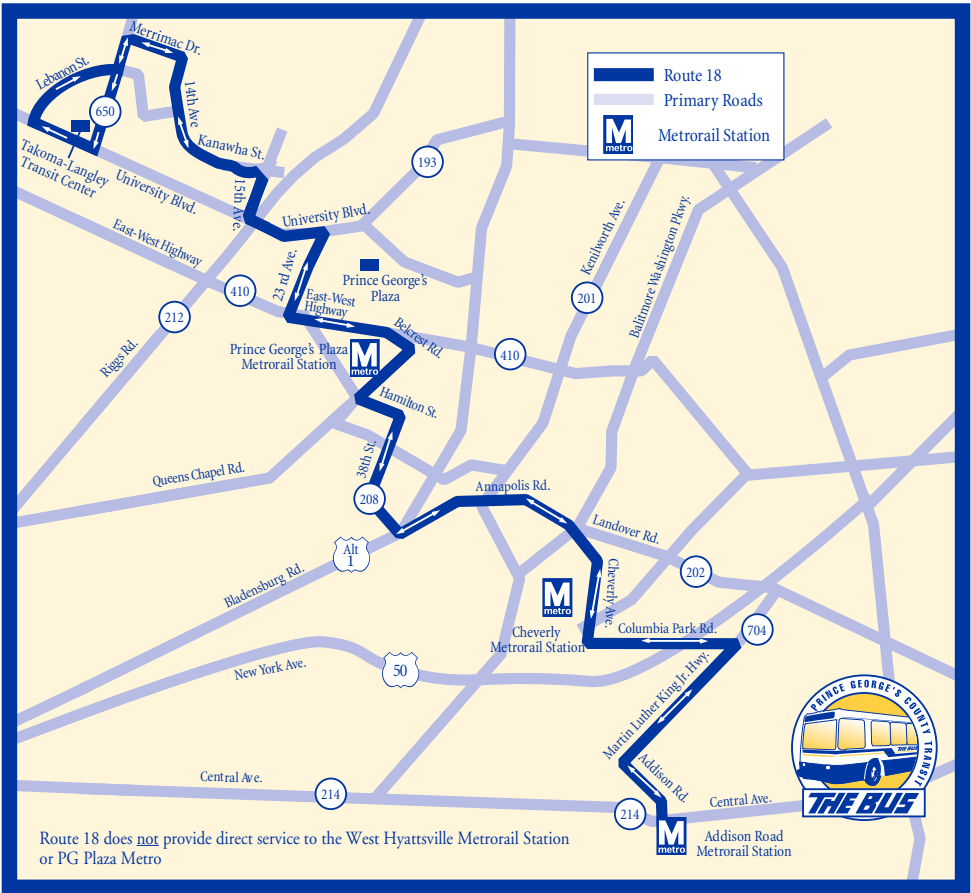 Merrimac Dr.
Lebanon St.
14th Ave
650
Kanawha St.
Takoma-Langley
Transit Center
University Blvd.
15th Ave.
University Blvd.
193
East-West Highway
410
212
Riggs Rd.
23 rd Ave.
Prince George's
Plaza
East-West
Highway
Belcrest Rd.
Prince George's Plaza
Metrorail Station
M
metro
410
Kenilworth Ave.
201
Balitmore Washington Pkwy.
Route 18
Primary Roads
M
metro
Metrorail Station
Hamilton St.
38th St.
Queens Chapel Rd.
208
Annapolis Rd.
Landover Rd.
202
Alt
1
Bladensburg Rd.
Cheverly Ave.
M
metro
Cheverly
Metrorail Station
Columbia Park Rd.
704
New York Ave.
50
Martin Luther King Jr. Hwy.
Addison Rd.
Central Ave.
214
214
Central Ave.
M
metro
Addison Road
Metrorail Station
PRINCE GEORGE'S COUNTY TRANSIT
THE BUS
THE BUS
Route 18 does not provide direct service to the West Hyattsville Metrorail Station
or PG Plaza Metro